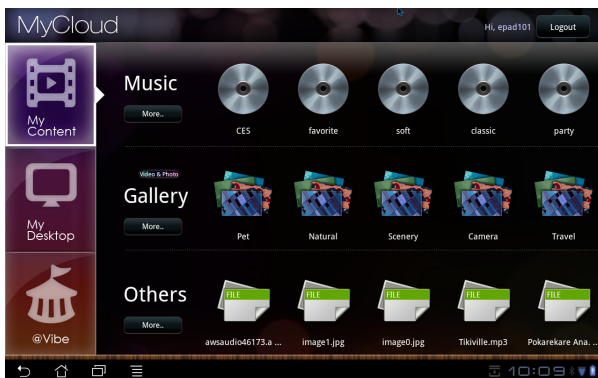 MyCloud
Hi, epad101
Logout
My
Content
Music
More..
CES
favorite
soft
classic
party
My
Desktop
Video & Photo
Gallery
More..
Pet
Natural
Scenery
Camera
Travel
@Vibe
Others
More..
FILE
FILE
FILE
FILE
FILE
awsaudio46173.a ...
image1.jpg
image0.jpg
Tikiville.mp3
Pokarekare Ana. ..
10:09